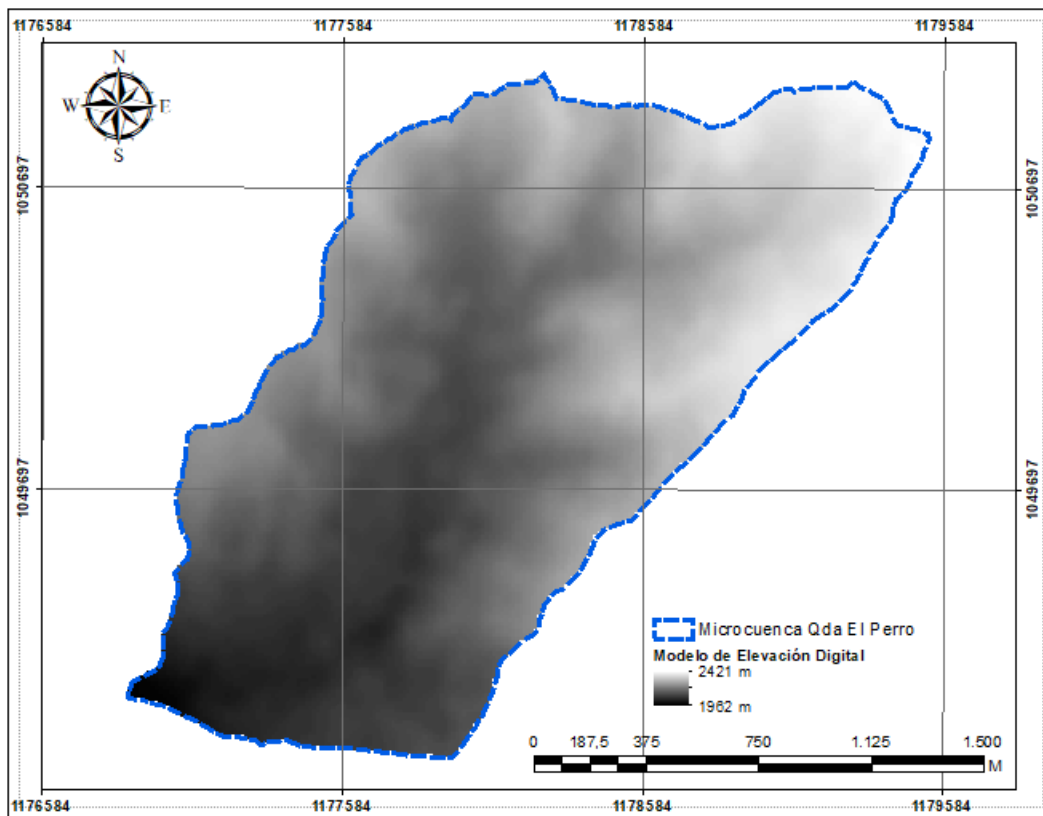 1176584 1177584 1178584 1179584
N
W E
S
1050697 1050697
1049697 1049697
Microcuenca Qda El Perro
Modelo de Elevación Digital
2421 m
1962 m
0 187,5 375 750 1.125 1.500
M
1176584 1177584 1178584 1179584